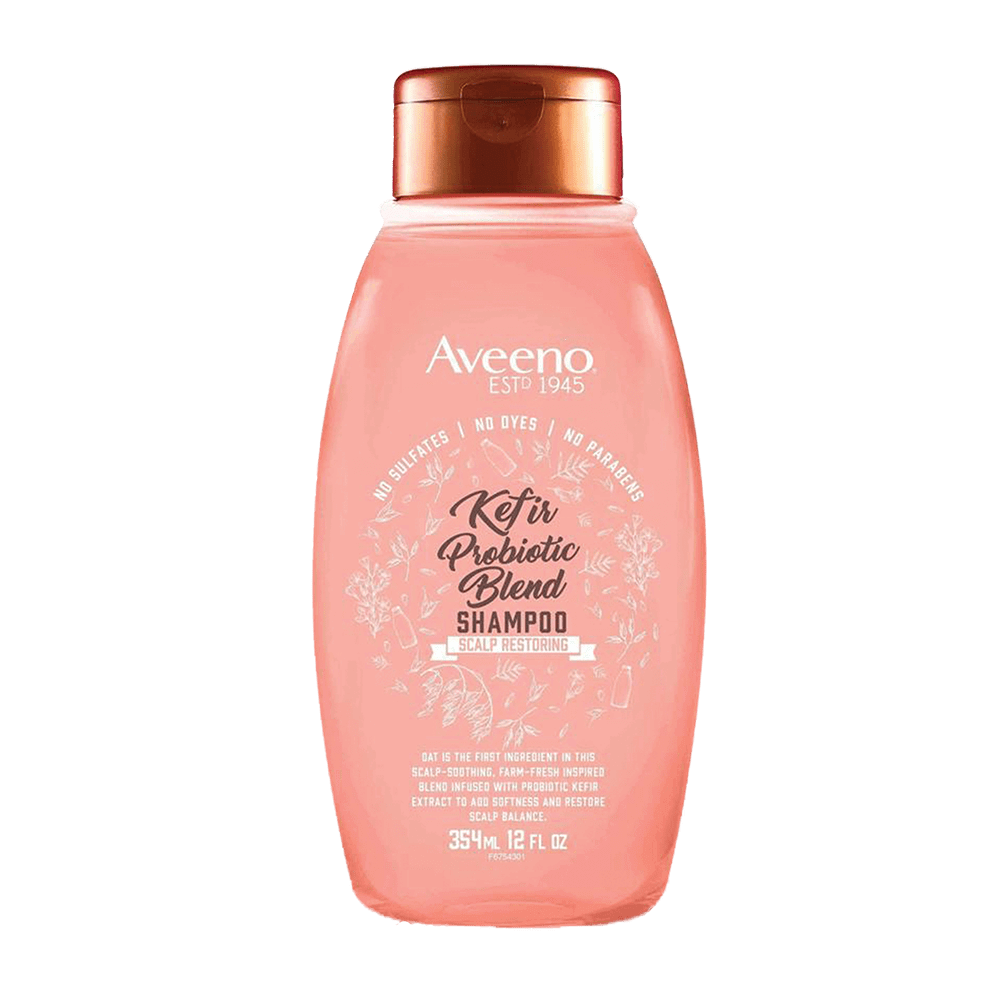 Aveeno®
ESTD 1945
NO SULFATES | NO DYES | NO PARABENS
Kefir
Probiotic
Blend
SHAMPOO
SCALP RESTORING
OAT IS THE FIRST INGREDIENT IN THIS
SCALP-SOOTHING, FARM-FRESH INSPIRED
BLEND INFUSED WITH PROBIOTIC KEFIR
EXTRACT TO ADD SOFTNESS AND RESTORE
SCALP BALANCE.
354ML 12 FL OZ
F6754301